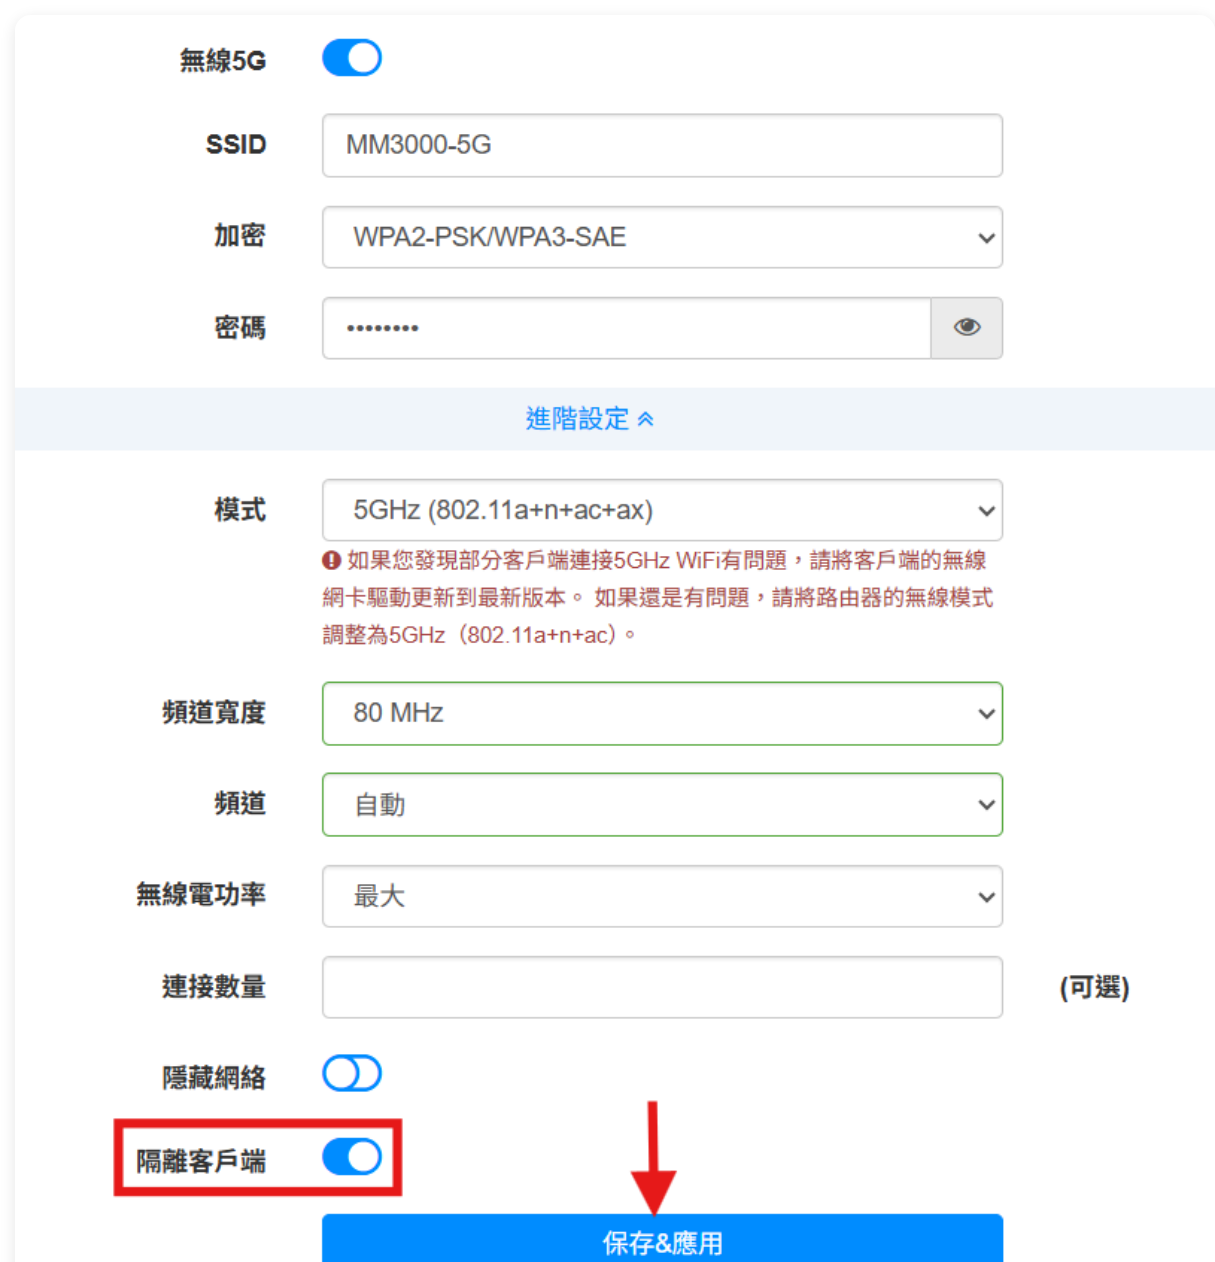 無線5G
SSID
MM3000-5G
加密
WPA2-PSK/WPA3-SAE
密碼
••••••••
進階設定
模式
5GHz (802.11a+n+ac+ax)
如果您發現部分客戶端連接5GHz WiFi有問題，請將客戶端的無線
網卡驅動更新到最新版本。 如果還是有問題，請將路由器的無線模式
調整為5GHz（802.11a+n+ac）。
頻道寬度
80 MHz
頻道
自動
無線電功率
最大
連接數量
(可選)
隱藏網絡
隔離客戶端
保存&應用